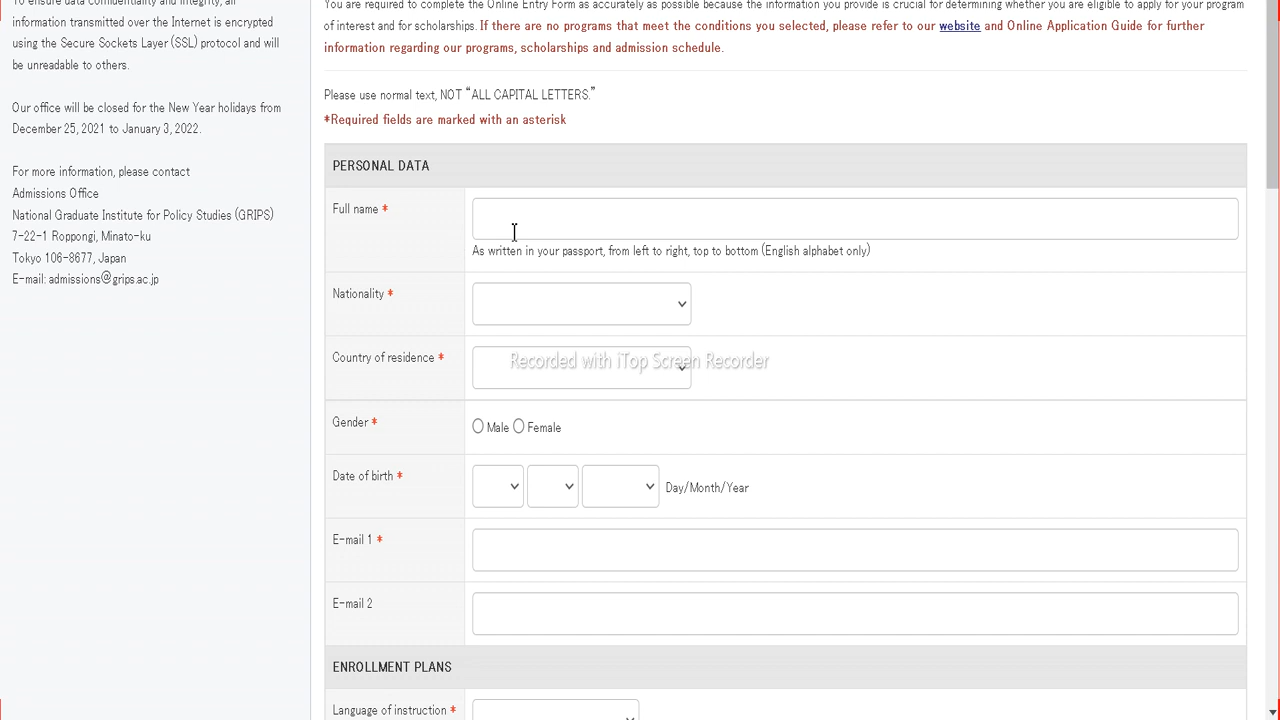 To ensure data confidentiality and integrity, all
information transmitted over the Internet is encrypted
using the Secure Sockets Layer (SSL) protocol and will
be unreadable to others.
Our office will be closed for the New Year holidays from
December 25, 2021 to January 3, 2022.
For more information, please contact
Admissions Office
National Graduate Institute for Policy Studies (GRIPS)
7-22-1 Roppongi, Minato-ku
Tokyo 106-8677, Japan
E-mail: admissions@grips.ac.jp
You are required to complete the Online Entry Form as accurately as possible because the information you provide is crucial for determining whether you are eligible to apply for your program
of interest and for scholarships. If there are no programs that meet the conditions you selected, please refer to our website and Online Application Guide for further
information regarding our programs, scholarships and admission schedule.
Please use normal text, NOT “ALL CAPITAL LETTERS.”
*Required fields are marked with an asterisk
PERSONAL DATA
Full name *
As written in your passport, from left to right, top to bottom (English alphabet only)
Nationality *
Country of residence *
Recorded with iTop Screen Recorder
Gender *
Male Female
Date of birth *
Day/Month/Year
E-mail 1 *
E-mail 2
ENROLLMENT PLANS
Language of instruction *